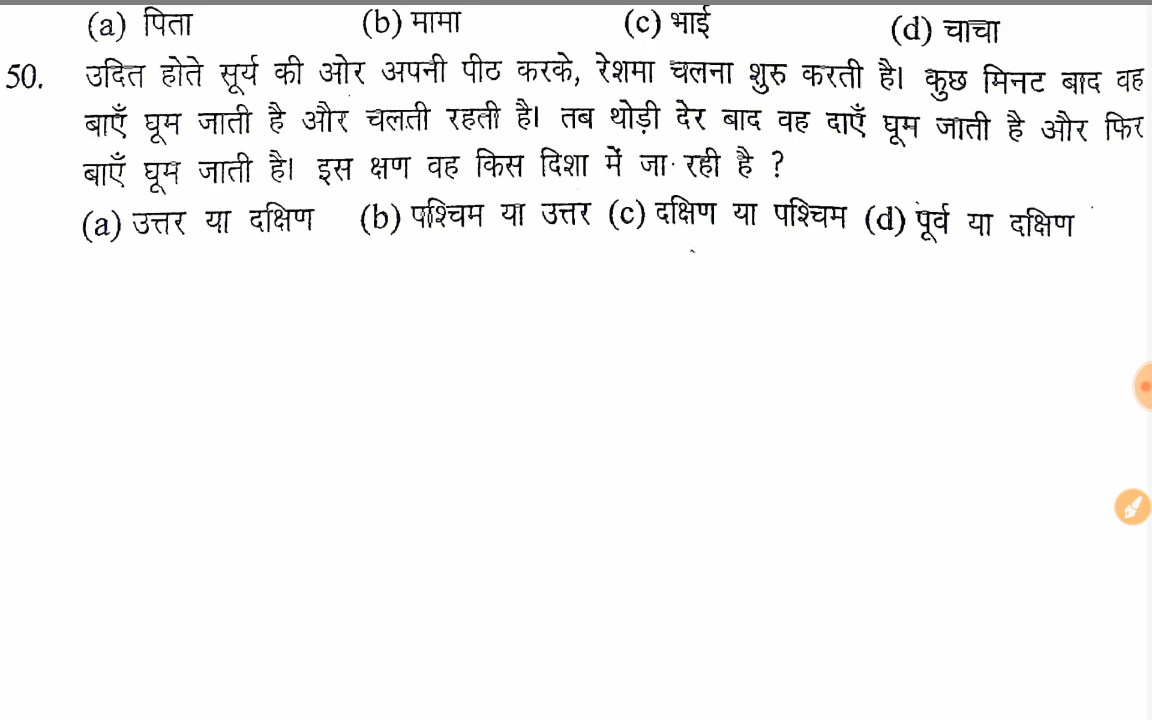 (a) पिता (b) मामा (c) भाई (d) चाचा
50. उदित होते सूर्य की ओर अपनी पीठ करके, रेशमा चलना शुरु करती है। कुछ मिनट बाद वह
बाएँ घूम जाती है और चलती रहती है। तब थोड़ी देर बाद वह दाएँ घूम जाती है और फिर
बाएँ घूम जाती है। इस क्षण वह किस दिशा में जा रही है ?
(a) उत्तर या दक्षिण (b) पश्चिम या उत्तर (c) दक्षिण या पश्चिम (d) पूर्व या दक्षिण